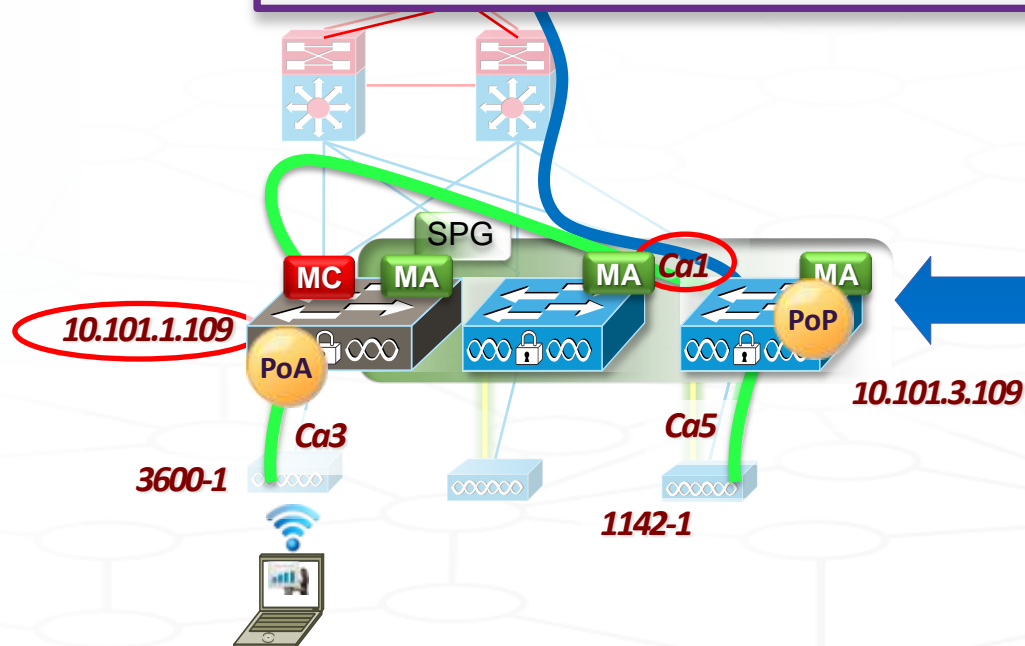 SPG
MC
MA
MA
Ca1
MA
10.101.1.109
PoP
PoA
10.101.3.109
Ca3
Ca5
3600-1
1142-1